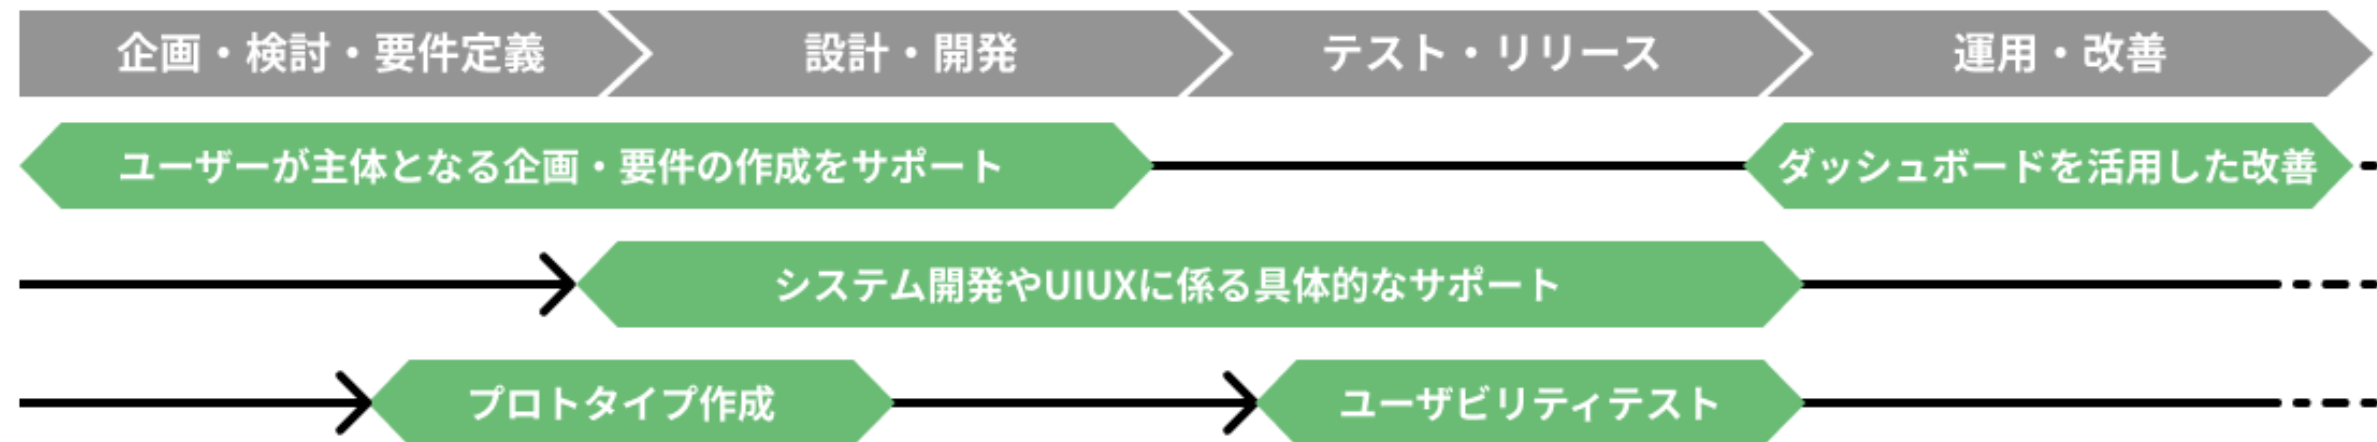 企画・検討・要件定義
設計・開発
テスト・リリース
運用・改善
ユーザーが主体となる企画・要件の作成をサポート
ダッシュボードを活用した改善
システム開発やUIUXに係る具体的なサポート
プロトタイプ作成
ユーザビリティテスト